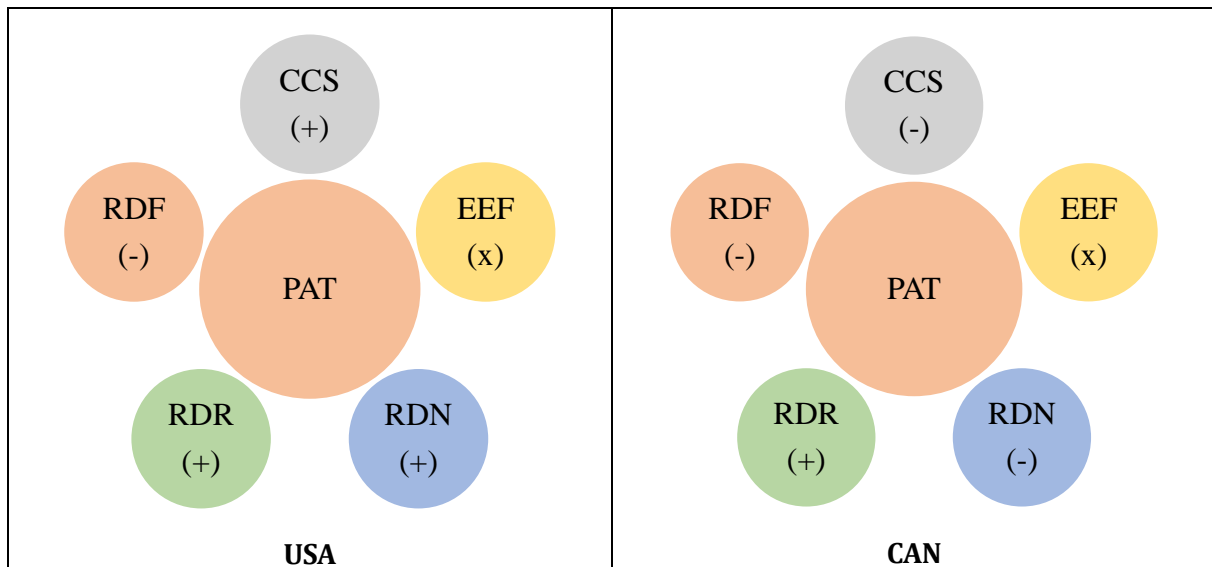 CCS
(+)
RDF
(-)
EEF
(x)
PAT
RDR
(+)
RDN
(+)
USA
CCS
(-)
RDF
(-)
EEF
(x)
PAT
RDR
(+)
RDN
(-)
CAN